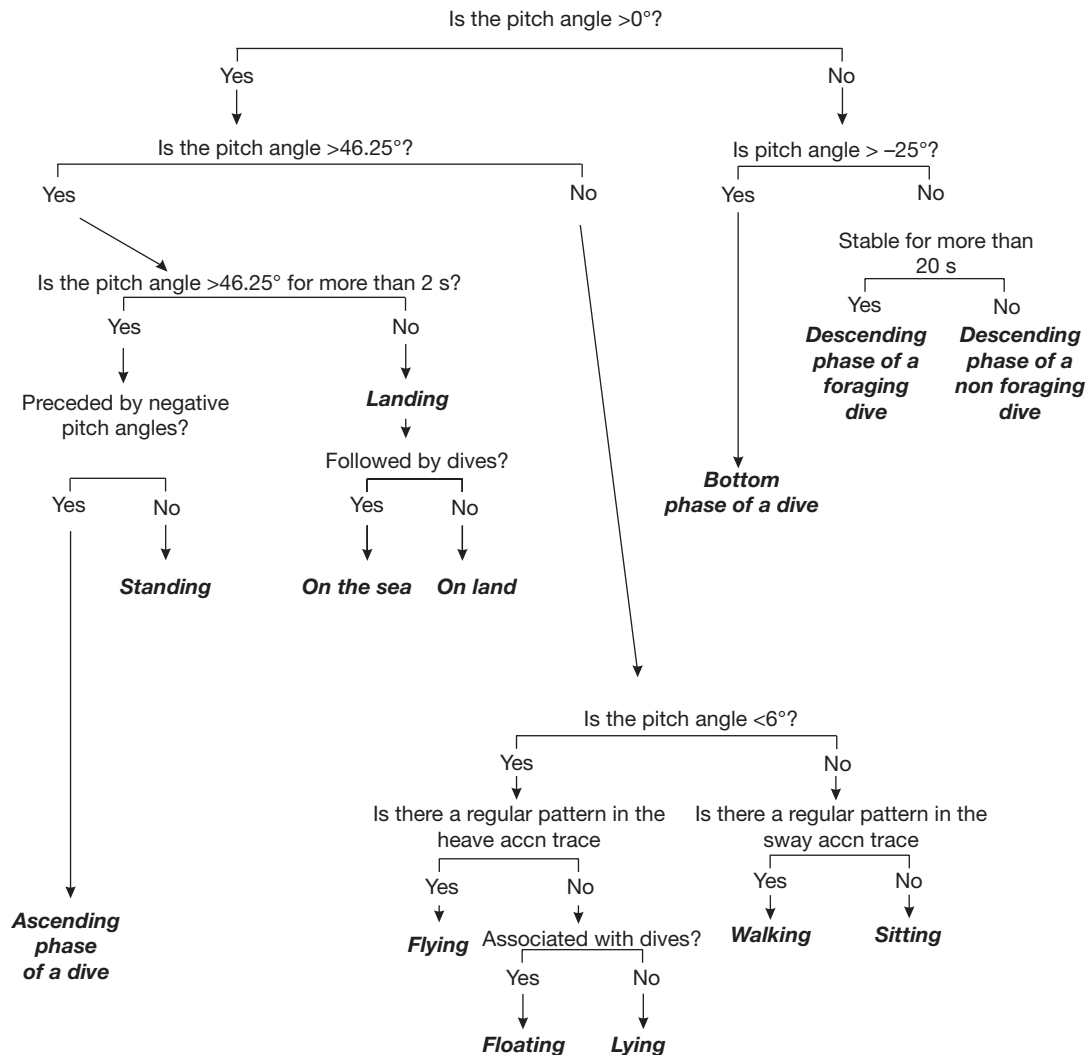 Is the pitch angle >0°?
Yes
No
Is the pitch angle >46.25°?
Is pitch angle > –25°?
Yes
No
Yes
No
Stable for more than
20 s
Is the pitch angle >46.25° for more than 2 s?
Yes
No
Yes
No
Descending
phase of a
foraging
dive
Descending
phase of a
non foraging
dive
Preceded by negative
pitch angles?
Landing
Followed by dives?
Bottom
phase of a dive
Yes
No
Yes
No
Standing
On the sea
On land
Is the pitch angle <6°?
Yes
No
Is there a regular pattern in the
heave accn trace
Is there a regular pattern in the
sway accn trace
Yes
No
Yes
No
Ascending
phase
of a dive
Flying
Associated with dives?
Walking
Sitting
Yes
No
Floating
Lying